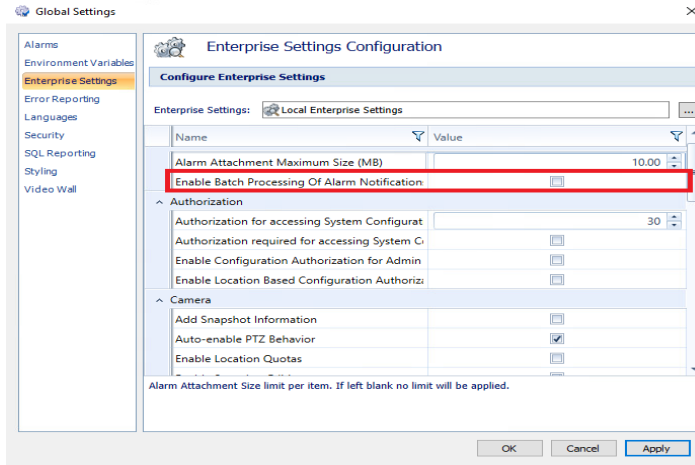 Global Settings
Alarms
Environment Variables
Enterprise Settings
Error Reporting
Languages
Security
SQL Reporting
Styling
Video Wall
Enterprise Settings Configuration
Configure Enterprise Settings
Enterprise Settings: Local Enterprise Settings ...
Name Value
Alarm Attachment Maximum Size (MB) 10.00
Enable Batch Processing Of Alarm Notification
Authorization
Authorization for accessing System Configurat 30
Authorization required for accessing System C
Enable Configuration Authorization for Admin
Enable Location Based Configuration Authoriz
Camera
Add Snapshot Information
Auto-enable PTZ Behavior
Enable Location Quotas
Alarm Attachment Size limit per item. If left blank no limit will be applied.
OK Cancel Apply